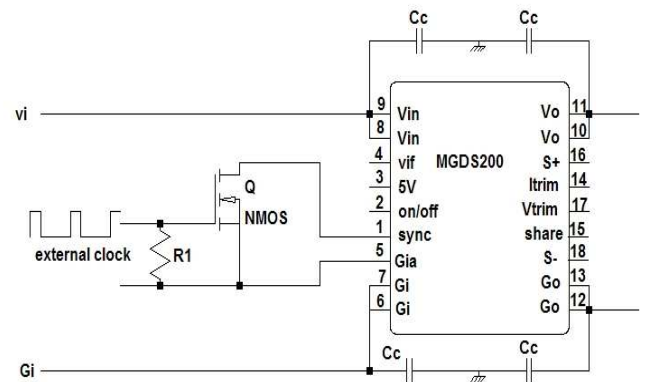 Cc Cc
vi
9 Vin Vo 11
8 Vin Vo 10
4 vif MGDS200 S+ 16
3 5V Itrim 14
2 on/off Vtrim 17
1 sync share 15
5 Gia S- 18
7 Gi Go 13
6 Gi Go 12
Q
NMOS
external clock
R1
Gi
Cc Cc